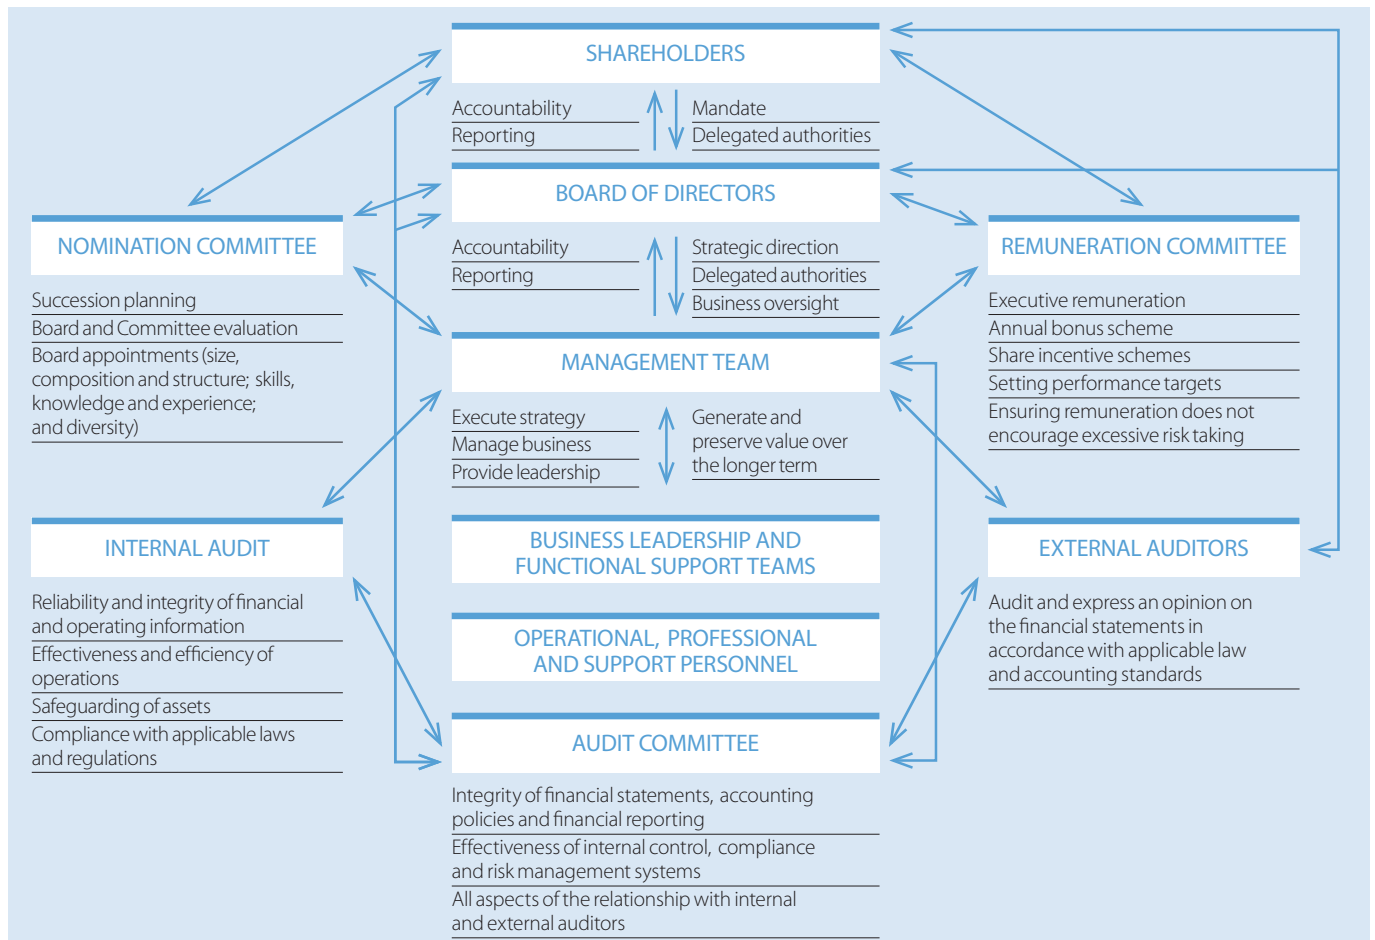 SHAREHOLDERS
Accountability
Reporting
Mandate
Delegated authorities
BOARD OF DIRECTORS
NOMINATION COMMITTEE
Succession planning
Board and Committee evaluation
Board appointments (size,
composition and structure; skills,
knowledge and experience;
and diversity)
Accountability
Reporting
Strategic direction
Delegated authorities
Business oversight
REMUNERATION COMMITTEE
Executive remuneration
Annual bonus scheme
Share incentive schemes
Setting performance targets
Ensuring remuneration does not
encourage excessive risk taking
MANAGEMENT TEAM
Execute strategy
Manage business
Provide leadership
Generate and
preserve value over
the longer term
INTERNAL AUDIT
Reliability and integrity of financial
and operating information
Effectiveness and efficiency of
operations
Safeguarding of assets
Compliance with applicable laws
and regulations
BUSINESS LEADERSHIP AND
FUNCTIONAL SUPPORT TEAMS
OPERATIONAL, PROFESSIONAL
AND SUPPORT PERSONNEL
EXTERNAL AUDITORS
Audit and express an opinion on
the financial statements in
accordance with applicable law
and accounting standards
AUDIT COMMITTEE
Integrity of financial statements, accounting
policies and financial reporting
Effectiveness of internal control, compliance
and risk management systems
All aspects of the relationship with internal
and external auditors